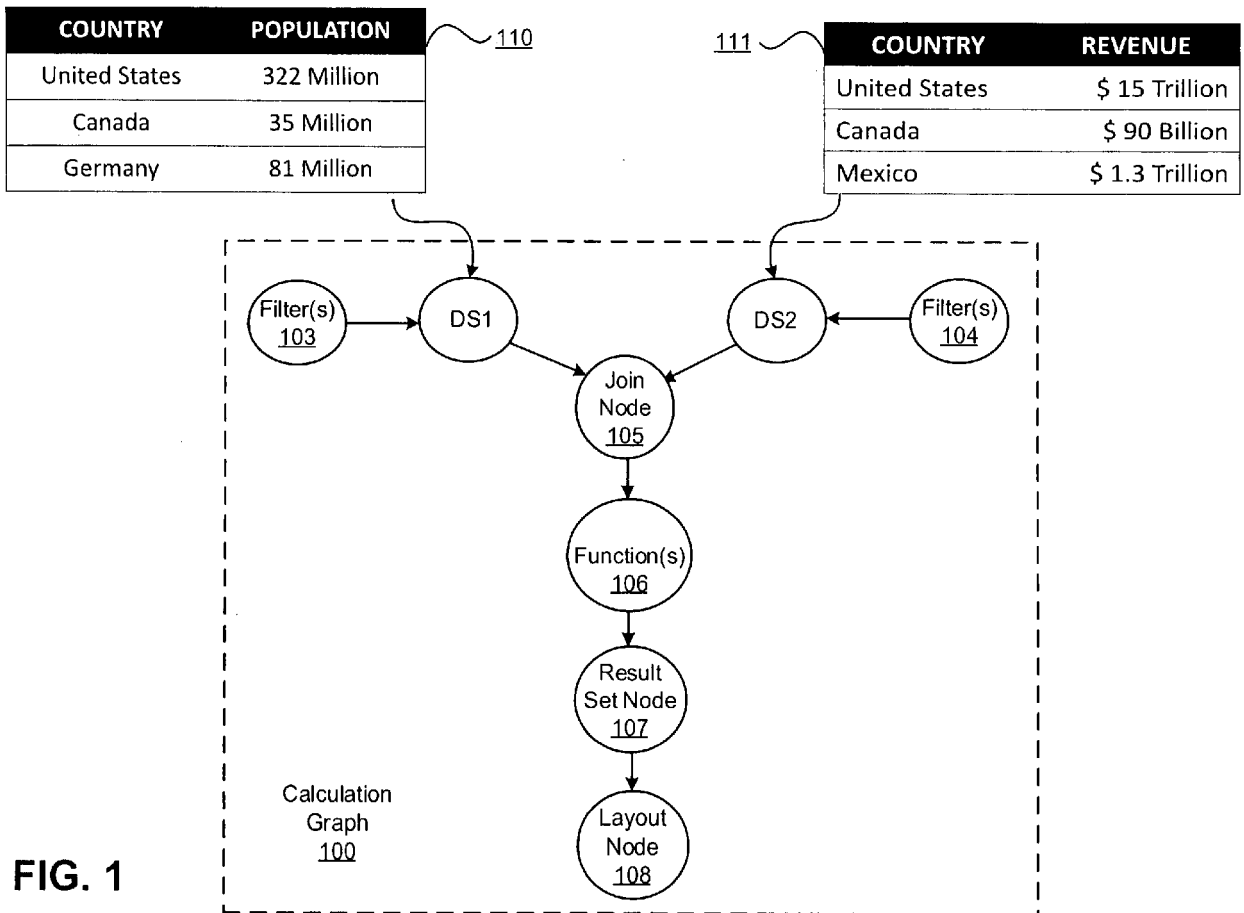 COUNTRY POPULATION
United States 322 Million
Canada 35 Million
Germany 81 Million
110
111
COUNTRY REVENUE
United States $ 15 Trillion
Canada $ 90 Billion
Mexico $ 1.3 Trillion
Filter(s)
103
DS1
DS2
Filter(s)
104
Join
Node
105
Function(s)
106
Result
Set Node
107
Layout
Node
108
Calculation
Graph
100
FIG. 1